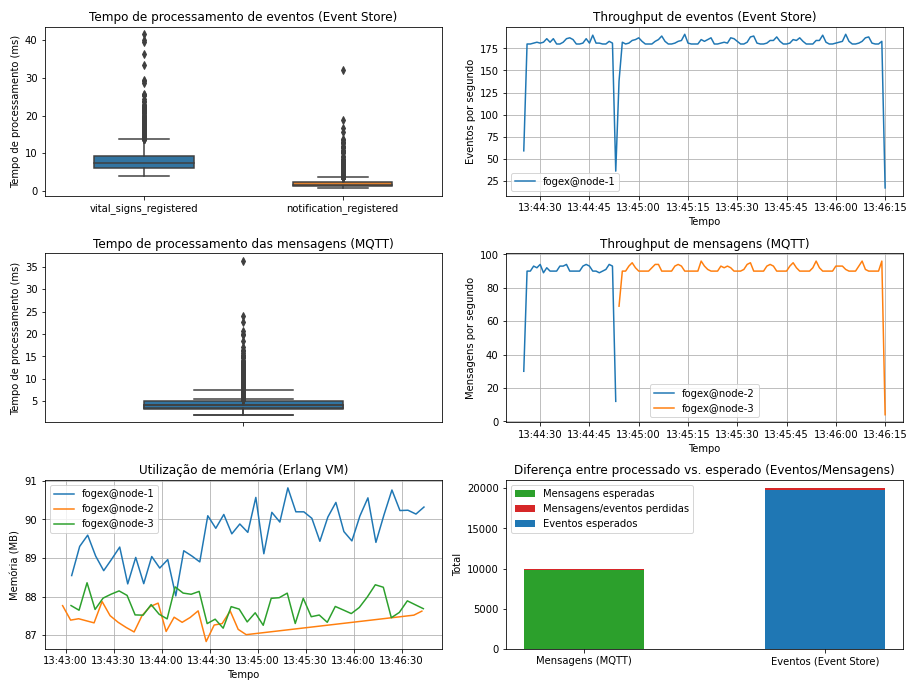 Tempo de processamento de eventos (Event Store)
Tempo de processamento (ms)
40
30
20
10
0
vital_signs_registered
notification_registered
Throughput de eventos (Event Store)
Eventos por segundo
175
150
125
100
75
50
25
fogex@node-1
13:44:30
13:44:45
13:45:00
13:45:15
13:45:30
13:45:45
13:46:00
13:46:15
Tempo
Tempo de processamento das mensagens (MQTT)
Tempo de processamento (ms)
35
30
25
20
15
10
5
Throughput de mensagens (MQTT)
Mensagens por segundo
100
80
60
40
20
0
fogex@node-2
fogex@node-3
13:44:30
13:44:45
13:45:00
13:45:15
13:45:30
13:45:45
13:46:00
13:46:15
Tempo
Utilização de memória (Erlang VM)
Memória (MB)
91
90
89
88
87
fogex@node-1
fogex@node-2
fogex@node-3
13:43:00
13:43:30
13:44:00
13:44:30
13:45:00
13:45:30
13:46:00
13:46:30
Tempo
Diferença entre processado vs. esperado (Eventos/Mensagens)
Total
20000
15000
10000
5000
0
Mensagens esperadas
Mensagens/eventos perdidas
Eventos esperados
Mensagens (MQTT)
Eventos (Event Store)